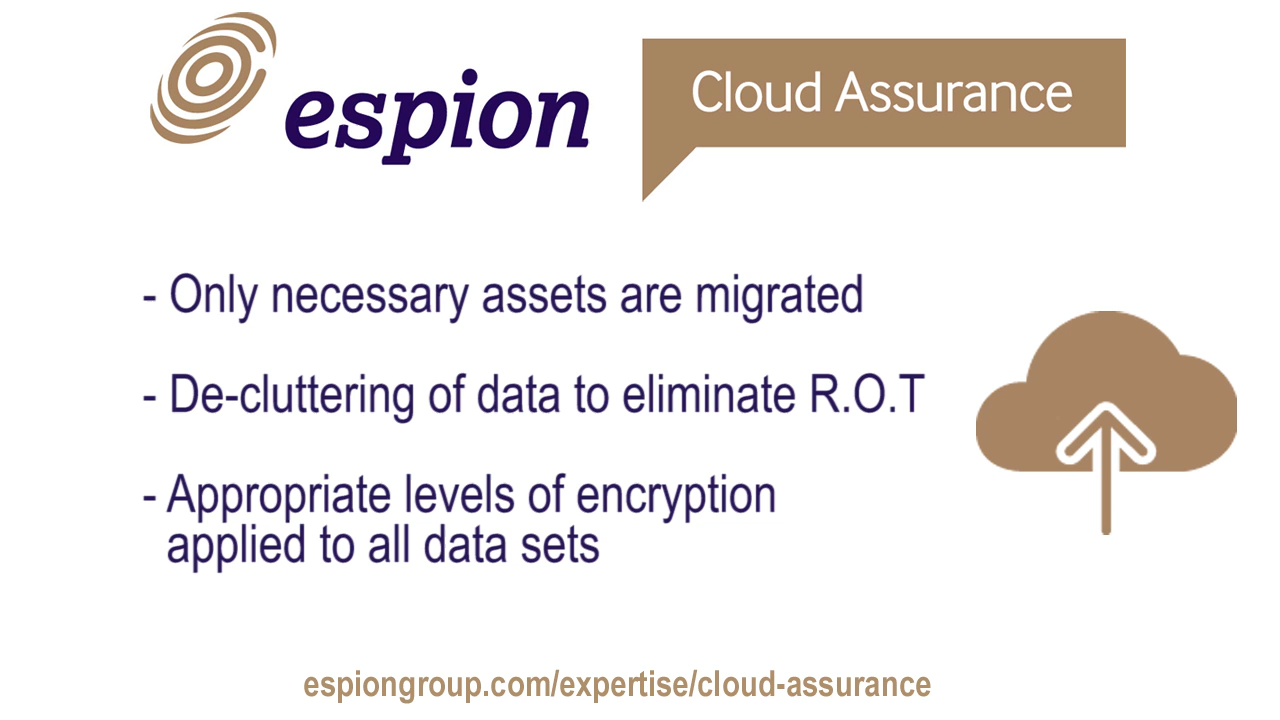 espion
Cloud Assurance
- Only necessary assets are migrated
- De-cluttering of data to eliminate R.O.T
- Appropriate levels of encryption
applied to all data sets
espiongroup.com/expertise/cloud-assurance